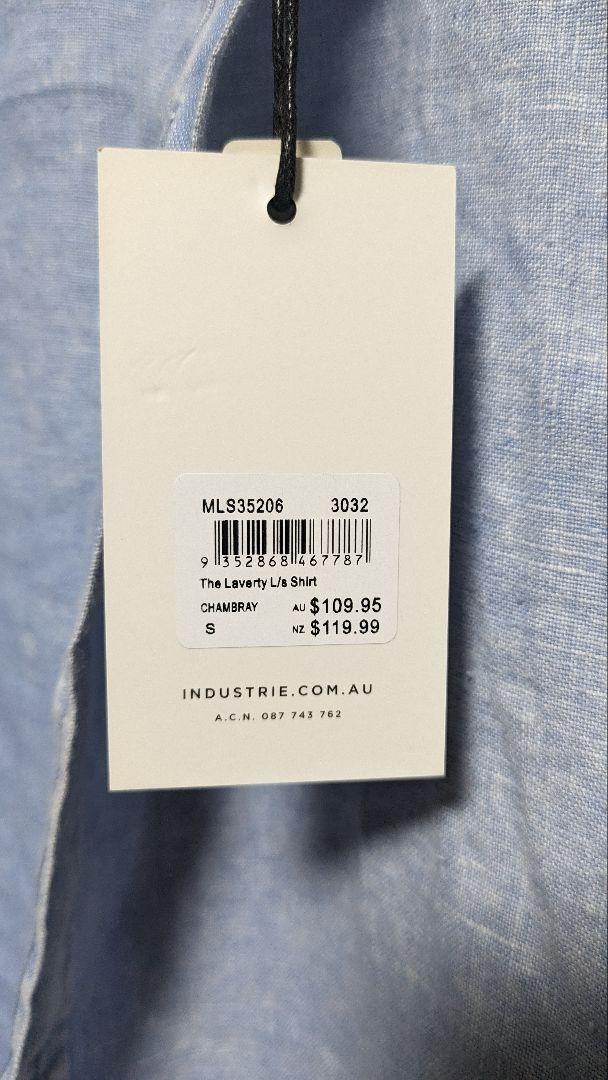 MLS35206 3032
9 352868 467787
The Laverty L/s Shirt
CHAMBRAY AU $109.95
S NZ $119.99
INDUSTRIE.COM.AU
A.C.N. 087 743 762